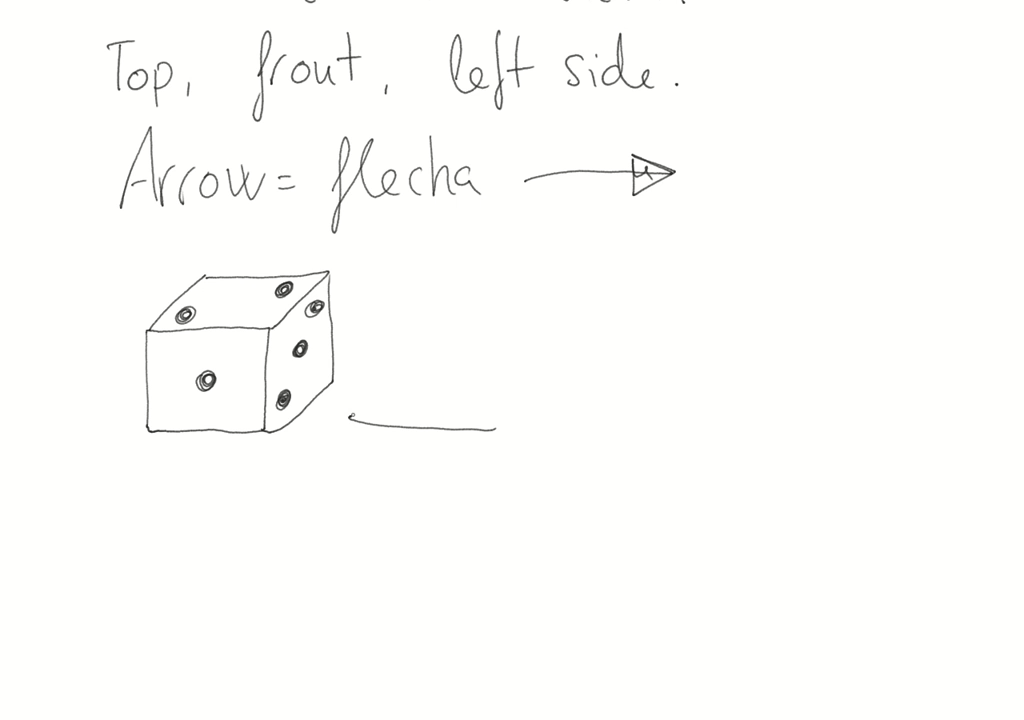 Top, front, left side.
Arrow = flecha